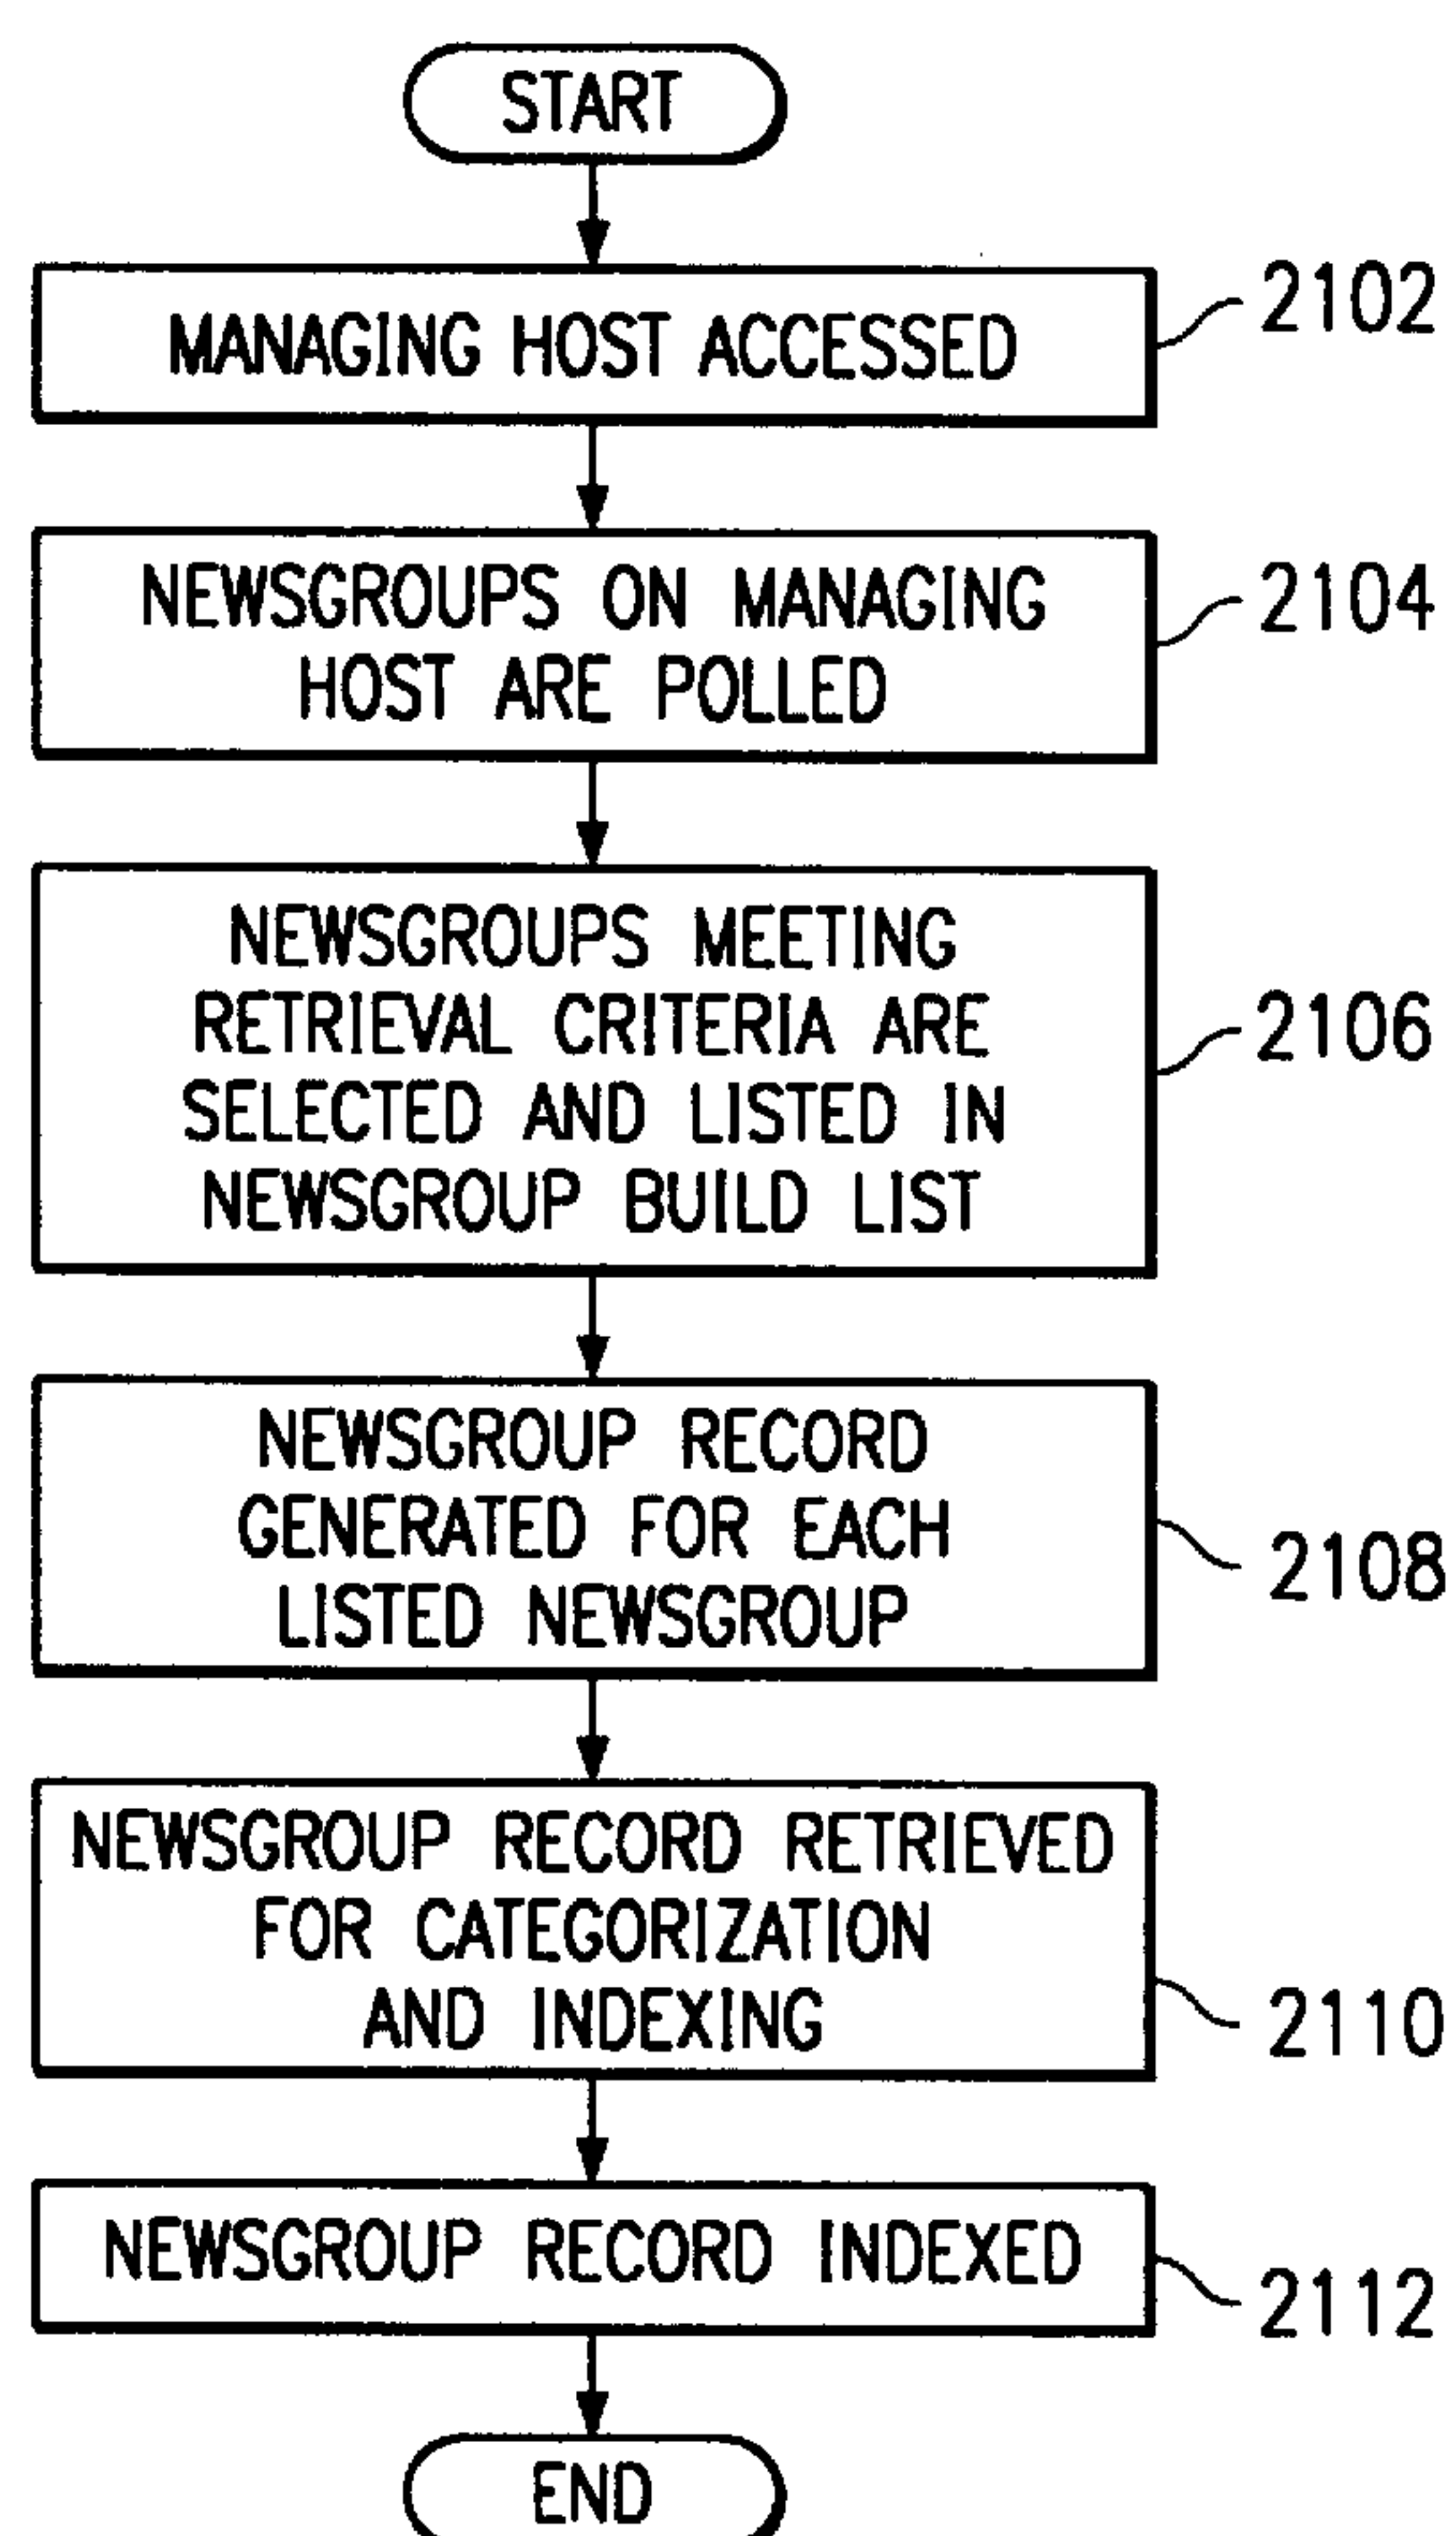 START
MANAGING HOST ACCESSED
2102
NEWSGROUPS ON MANAGING
HOST ARE POLLED
2104
NEWSGROUPS MEETING
RETRIEVAL CRITERIA ARE
SELECTED AND LISTED IN
NEWSGROUP BUILD LIST
2106
NEWSGROUP RECORD
GENERATED FOR EACH
LISTED NEWSGROUP
2108
NEWSGROUP RECORD RETRIEVED
FOR CATEGORIZATION
AND INDEXING
2110
NEWSGROUP RECORD INDEXED
2112
END